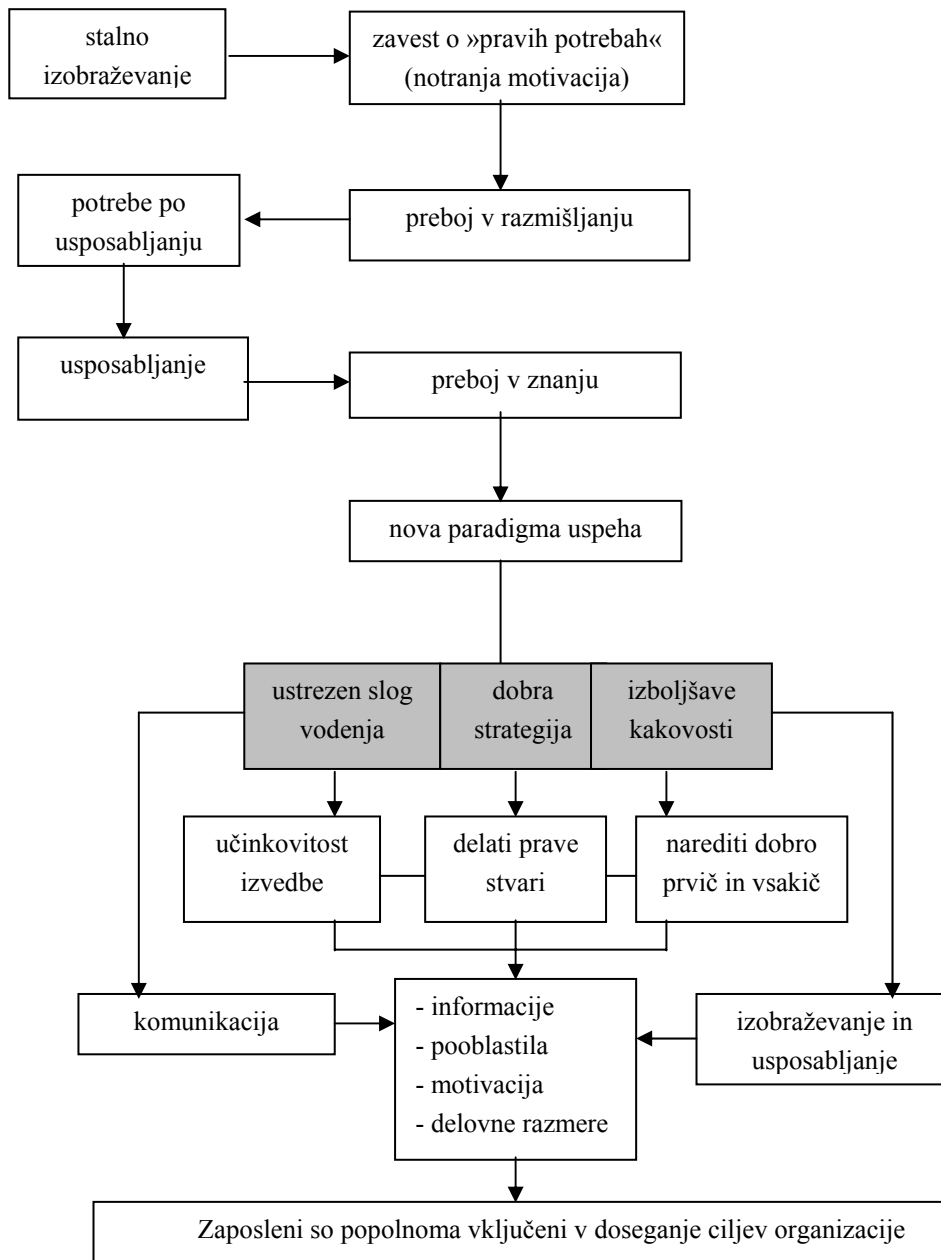 stalno
izobraževanje
zavest o »pravih potrebah«
(notranja motivacija)
potrebe po
usposabljanju
preboj v razmišljanju
usposabljanje
preboj v znanju
nova paradigma uspeha
ustrezen slog
vodenja
dobra
strategija
izboljšave
kakovosti
učinkovitost
izvedbe
delati prave
stvari
narediti dobro
prvič in vsakič
komunikacija
- informacije
- pooblastila
- motivacija
- delovne razmere
izobraževanje in
usposabljanje
Zaposleni so popolnoma vključeni v doseganje ciljev organizacije